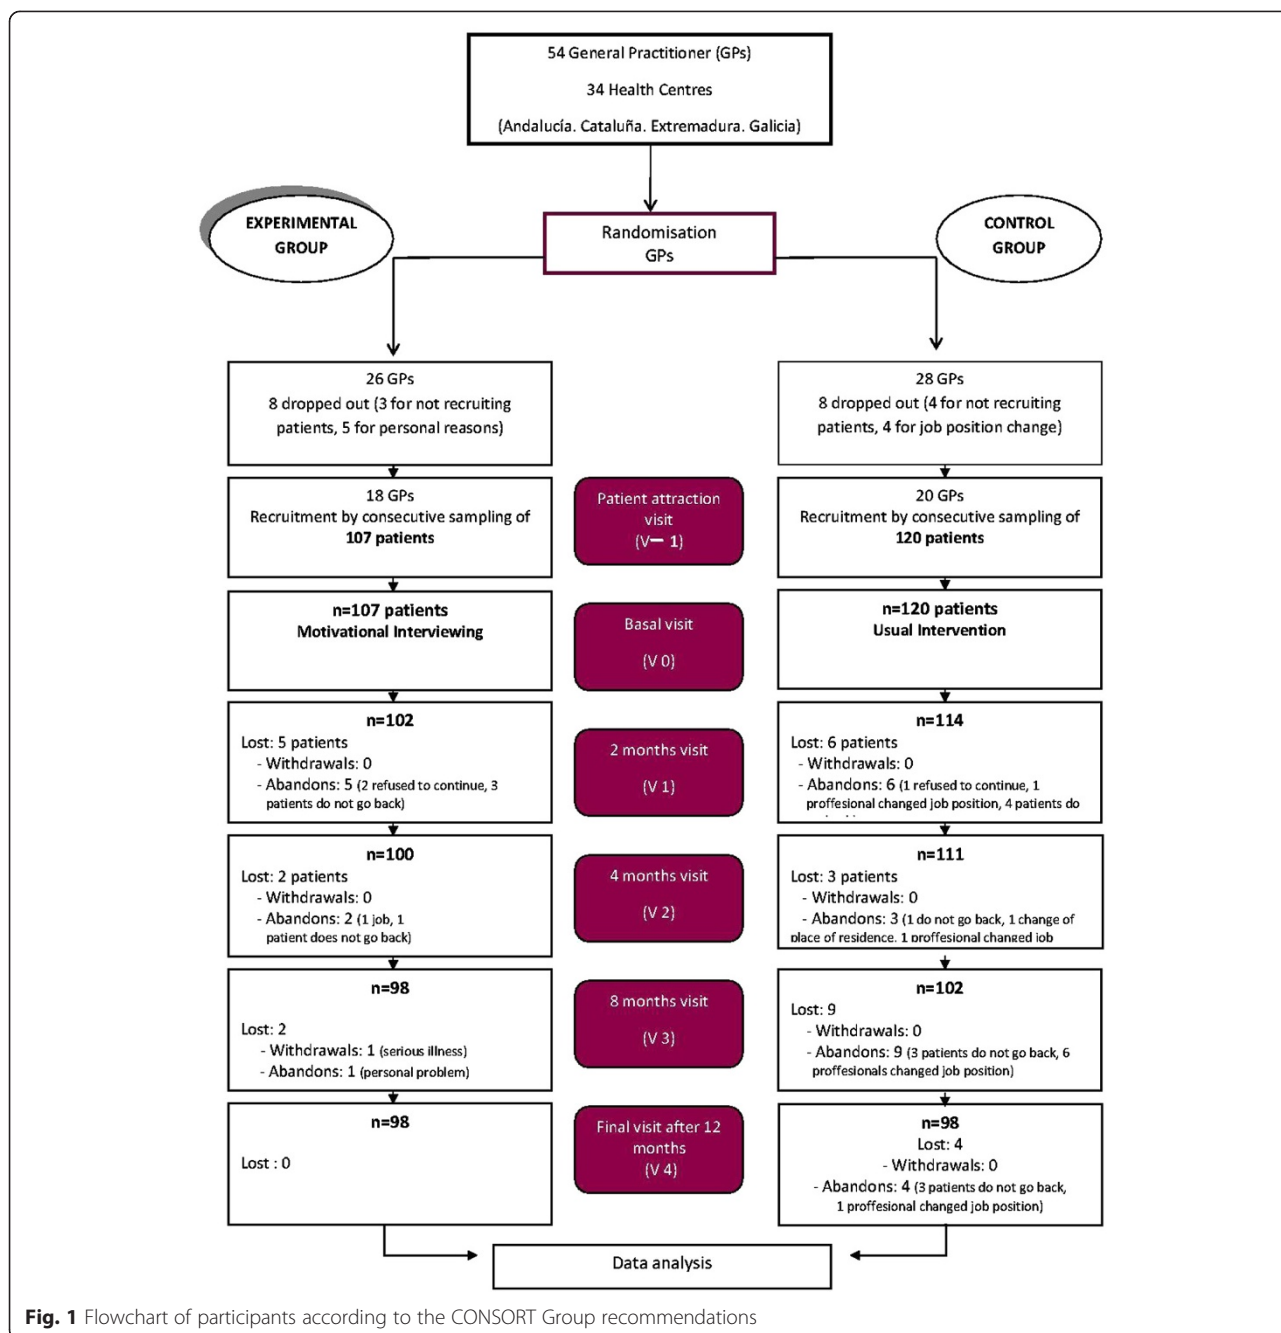 54 General Practitioner (GPs)
34 Health Centres
(Andalucía. Cataluña. Extremadura. Galicia)
EXPERIMENTAL
GROUP
Randomisation
GPs
CONTROL
GROUP
26 GPs
8 dropped out (3 for not recruiting
patients, 5 for personal reasons)
28 GPs
8 dropped out (4 for not recruiting
patients, 4 for job position change)
18 GPs
Recruitment by consecutive sampling of
107 patients
Patient attraction
visit
(V− 1)
20 GPs
Recruitment by consecutive sampling of
120 patients
n=107 patients
Motivational Interviewing
Basal visit
(V 0)
n=120 patients
Usual Intervention
n=102
Lost: 5 patients
- Withdrawals: 0
- Abandons: 5 (2 refused to continue, 3
patients do not go back)
2 months visit
(V 1)
n=114
Lost: 6 patients
- Withdrawals: 0
- Abandons: 6 (1 refused to continue, 1
proffesional changed job position, 4 patients do
n=100
Lost: 2 patients
- Withdrawals: 0
- Abandons: 2 (1 job, 1
patient does not go back)
4 months visit
(V 2)
n=111
Lost: 3 patients
- Withdrawals: 0
- Abandons: 3 (1 do not go back, 1 change of
place of residence. 1 proffesional changed job
n=98
Lost: 2
- Withdrawals: 1 (serious illness)
- Abandons: 1 (personal problem)
8 months visit
(V 3)
n=102
Lost: 9
- Withdrawals: 0
- Abandons: 9 (3 patients do not go back, 6
proffesionals changed job position)
n=98
Lost : 0
Final visit after 12
months
(V 4)
n=98
Lost: 4
- Withdrawals: 0
- Abandons: 4 (3 patients do not go back,
1 proffesional changed job position)
Data analysis
Fig. 1 Flowchart of participants according to the CONSORT Group recommendations